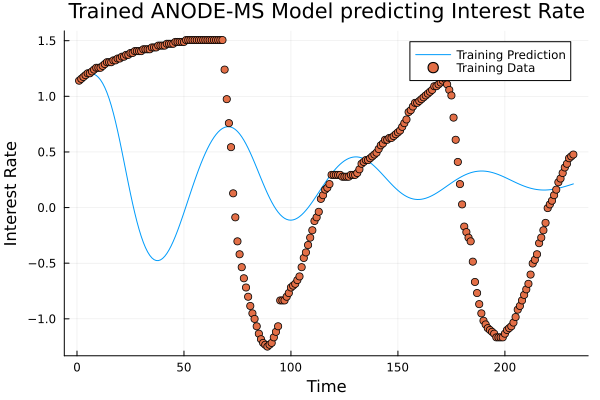 Trained ANODE-MS Model predicting Interest Rate
Training Prediction
Training Data
1.5
1.0
0.5
0.0
−0.5
−1.0
Interest Rate
0
50
100
150
200
Time